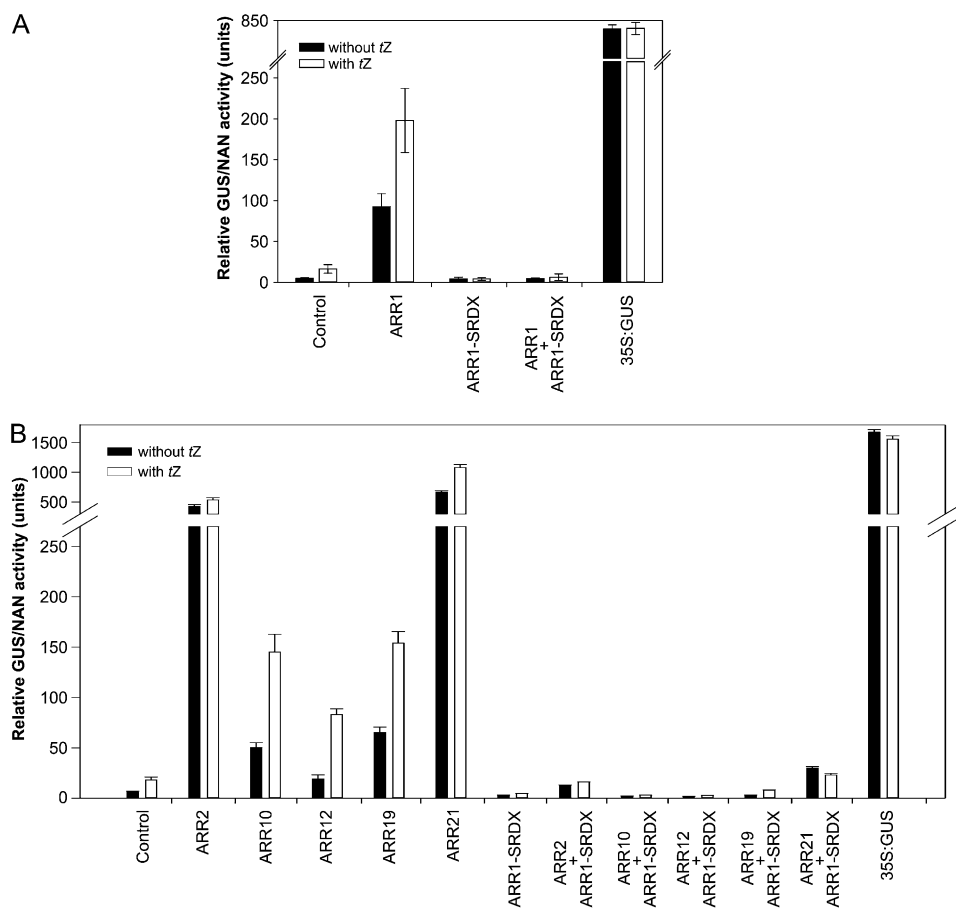 A
Relative GUS/NAN activity (units)
850
250
200
150
100
50
0
without tZ
with tZ
Control
ARR1
ARR1-SRDX
ARR1
+
ARR1-SRDX
35S:GUS
B
Relative GUS/NAN activity (units)
1500
1000
500
250
200
150
100
50
0
without tZ
with tZ
Control
ARR2
ARR10
ARR12
ARR19
ARR21
ARR1-SRDX
ARR2
+
ARR1-SRDX
ARR10
+
ARR1-SRDX
ARR12
+
ARR1-SRDX
ARR19
+
ARR1-SRDX
ARR21
+
ARR1-SRDX
35S:GUS